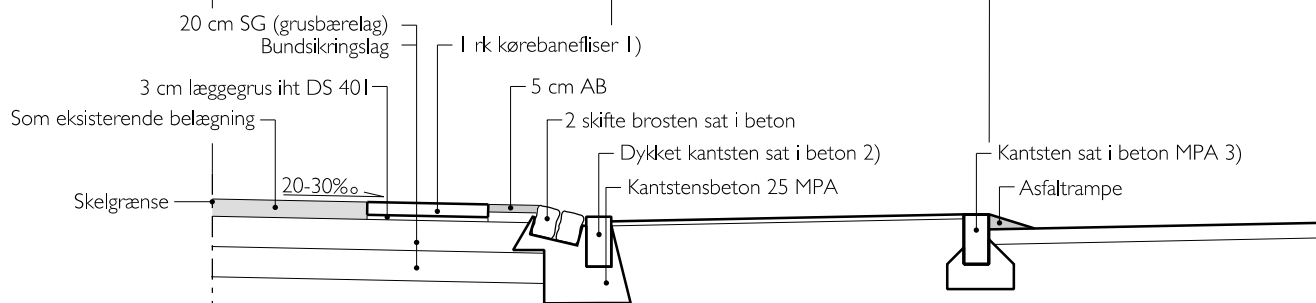 20 cm SG (grusbærelag)
Bundsikringslag
1 rk kørebanefliser 1)
3 cm læggegrus iht DS 401
5 cm AB
Som eksisterende belægning
2 skifte brosten sat i beton
Dykket kantsten sat i beton 2)
Kantsten sat i beton MPA 3)
20-30‰
Kantstensbeton 25 MPA
Asfaltrampe
Skelgrænse